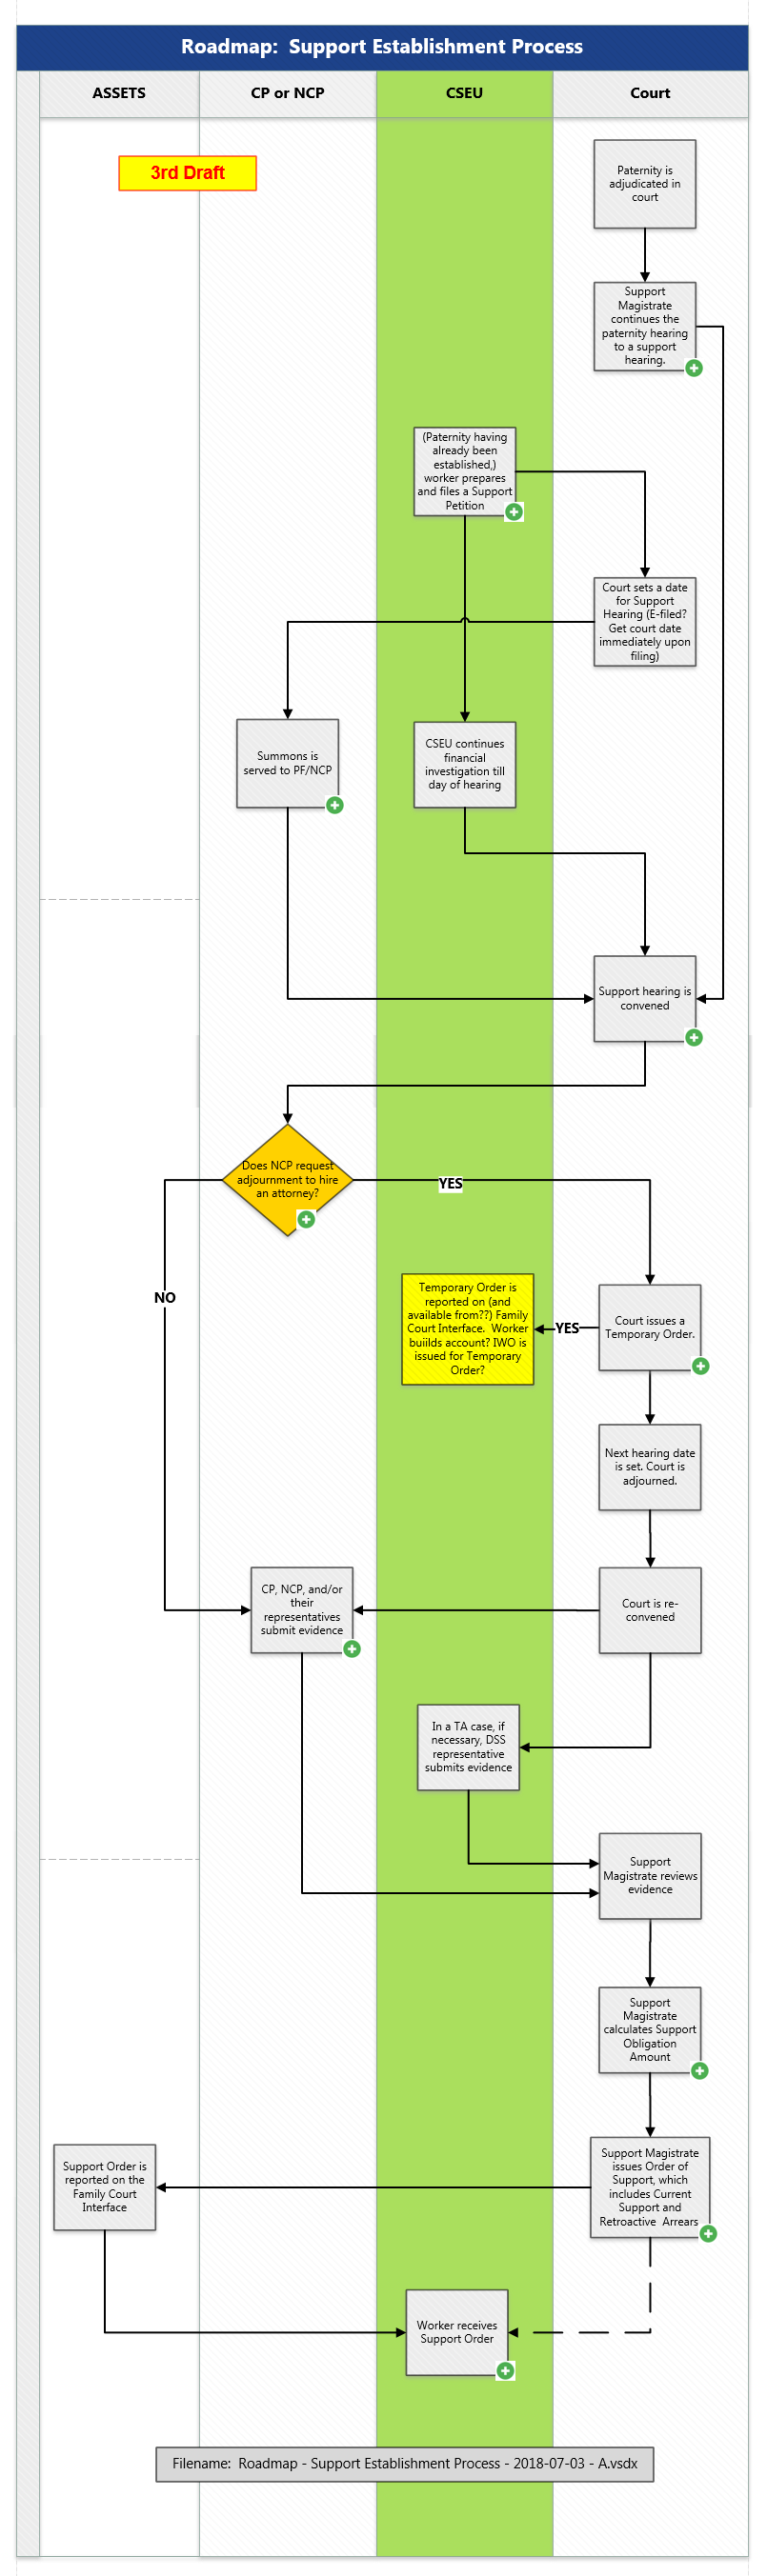 Roadmap:  Support Establishment Process
ASSETS
CP or NCP
CSEU
Court
3rd Draft
Paternity is
adjudicated in
court
Support
Magistrate
continues the
paternity hearing
to a support
hearing.
(Paternity having
already been
established,)
worker prepares
and files a Support
Petition
Court sets a date
for Support
Hearing (E-filed?
Get court date
immediately upon
filing)
Summons is
served to PF/NCP
CSEU continues
financial
investigation till
day of hearing
Support hearing is
convened
Does NCP request
adjournment to hire
an attorney?
YES
NO
Temporary Order is
reported on (and
available from??) Family
Court Interface.  Worker
buiilds account? IWO is
issued for Temporary
Order?
YES
Court issues a
Temporary Order.
Next hearing date
is set. Court is
adjourned.
CP, NCP, and/or
their
representatives
submit evidence
Court is re-
convened
In a TA case, if
necessary, DSS
representative
submits evidence
Support
Magistrate reviews
evidence
Support
Magistrate
calculates Support
Obligation
Amount
Support Order is
reported on the
Family Court
Interface
Support Magistrate
issues Order of
Support, which
includes Current
Support and
Retroactive  Arrears
Worker receives
Support Order
Filename:  Roadmap - Support Establishment Process - 2018-07-03 - A.vsdx